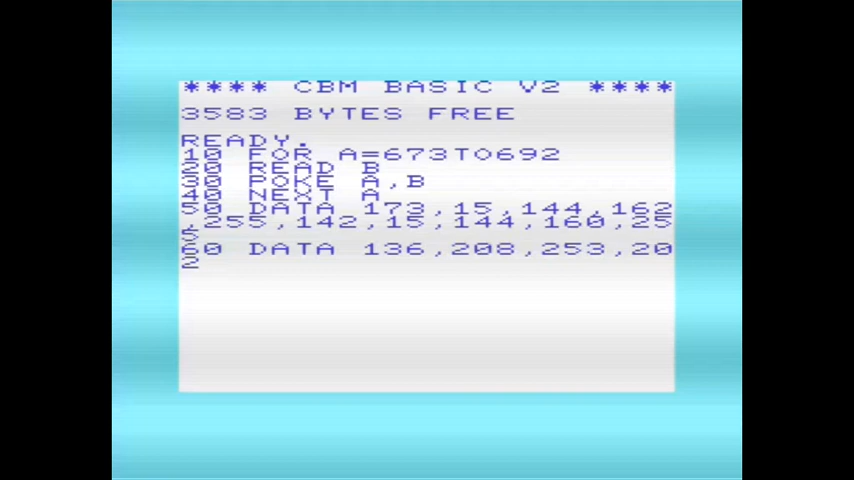 **** CBM BASIC V2 ****
3583 BYTES FREE
READY.
10 FOR A=673TO692
20 READ B
30 POKE A,B
40 NEXT A
50 DATA 173,15,144,162
,255,142,15,144,160,25
5
60 DATA 136,208,253,20
2